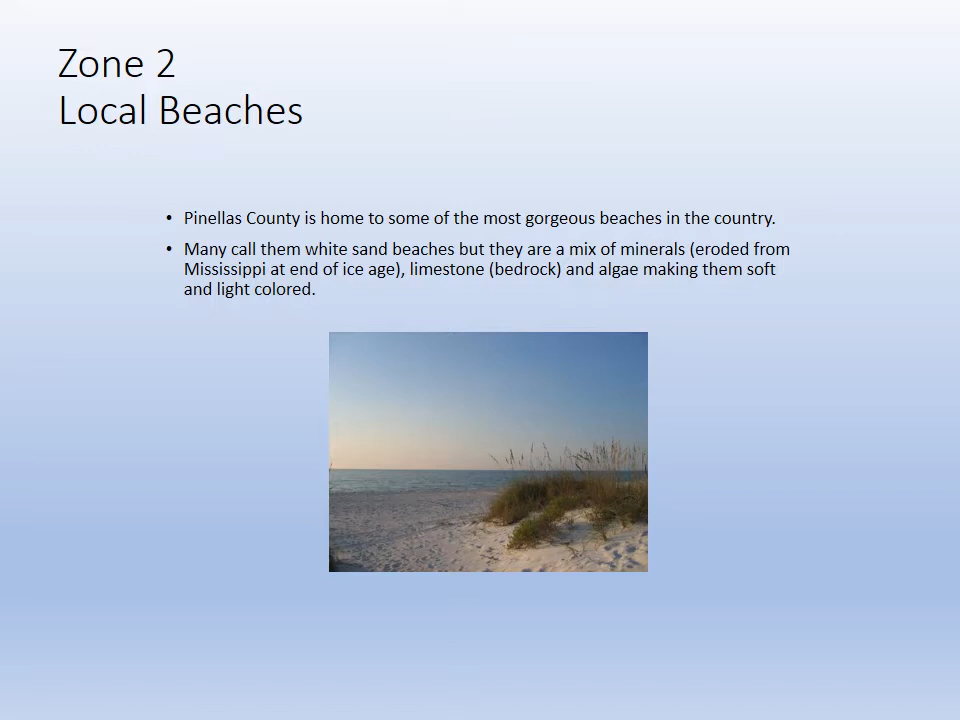 Zone 2
Local Beaches
• Pinellas County is home to some of the most gorgeous beaches in the country.
• Many call them white sand beaches but they are a mix of minerals (eroded from
Mississippi at end of ice age), limestone (bedrock) and algae making them soft
and light colored.